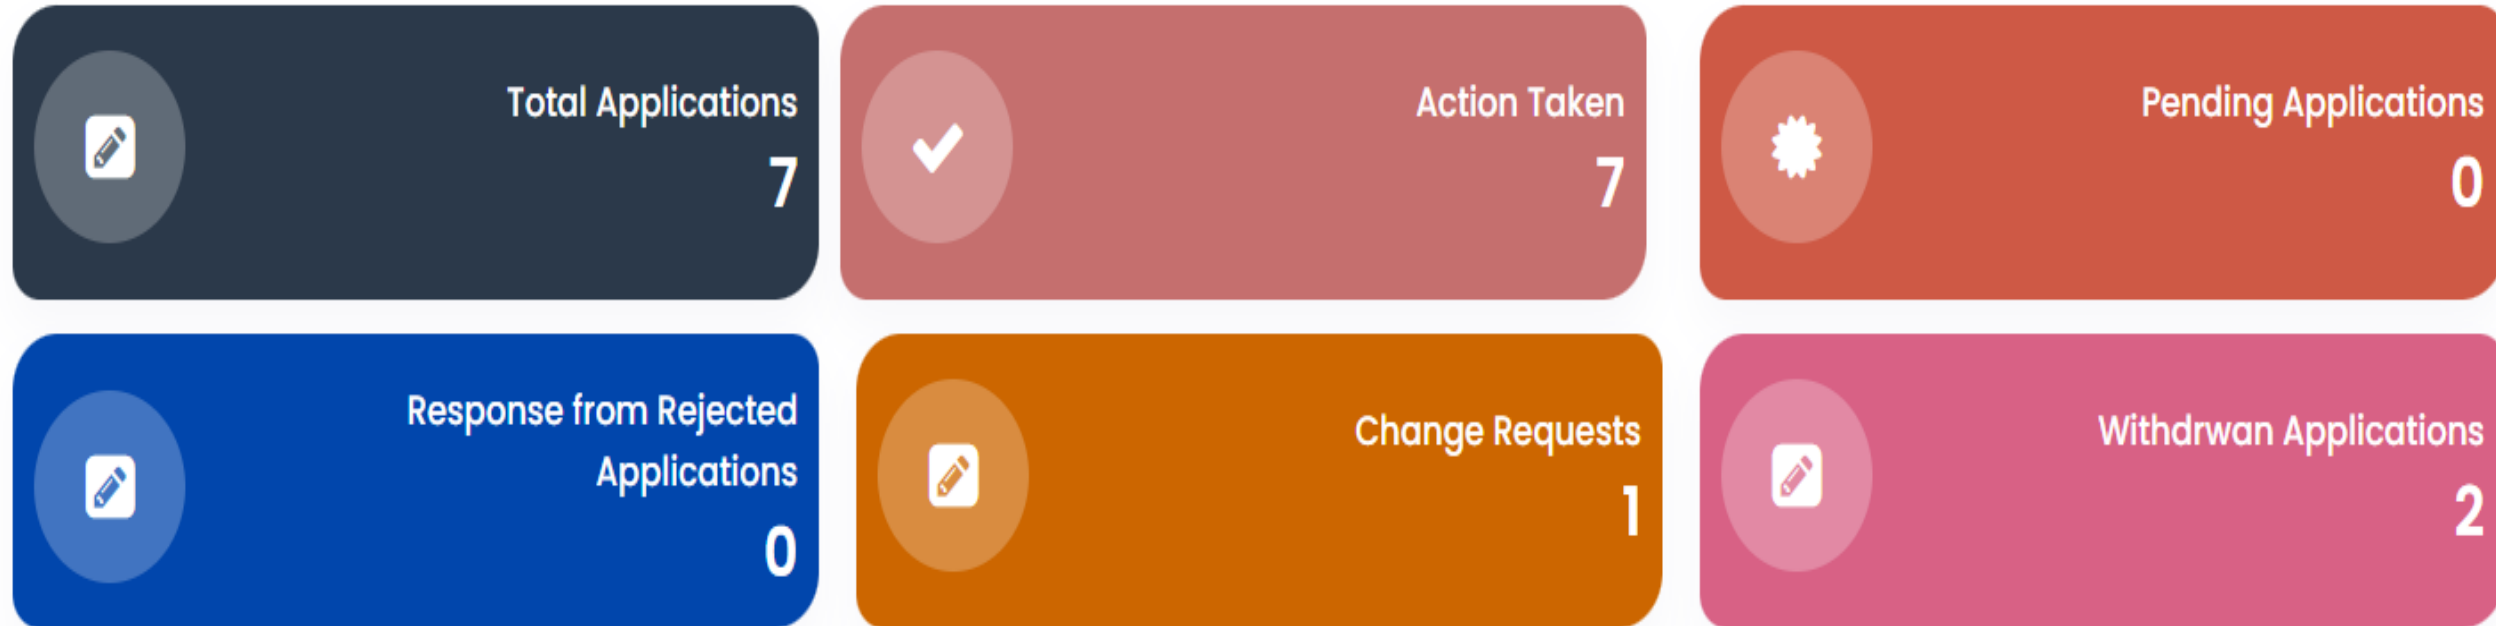 Total Applications
7
Action Taken
7
Pending Applications
0
Response from Rejected
Applications
0
Change Requests
1
Withdrwan Applications
2